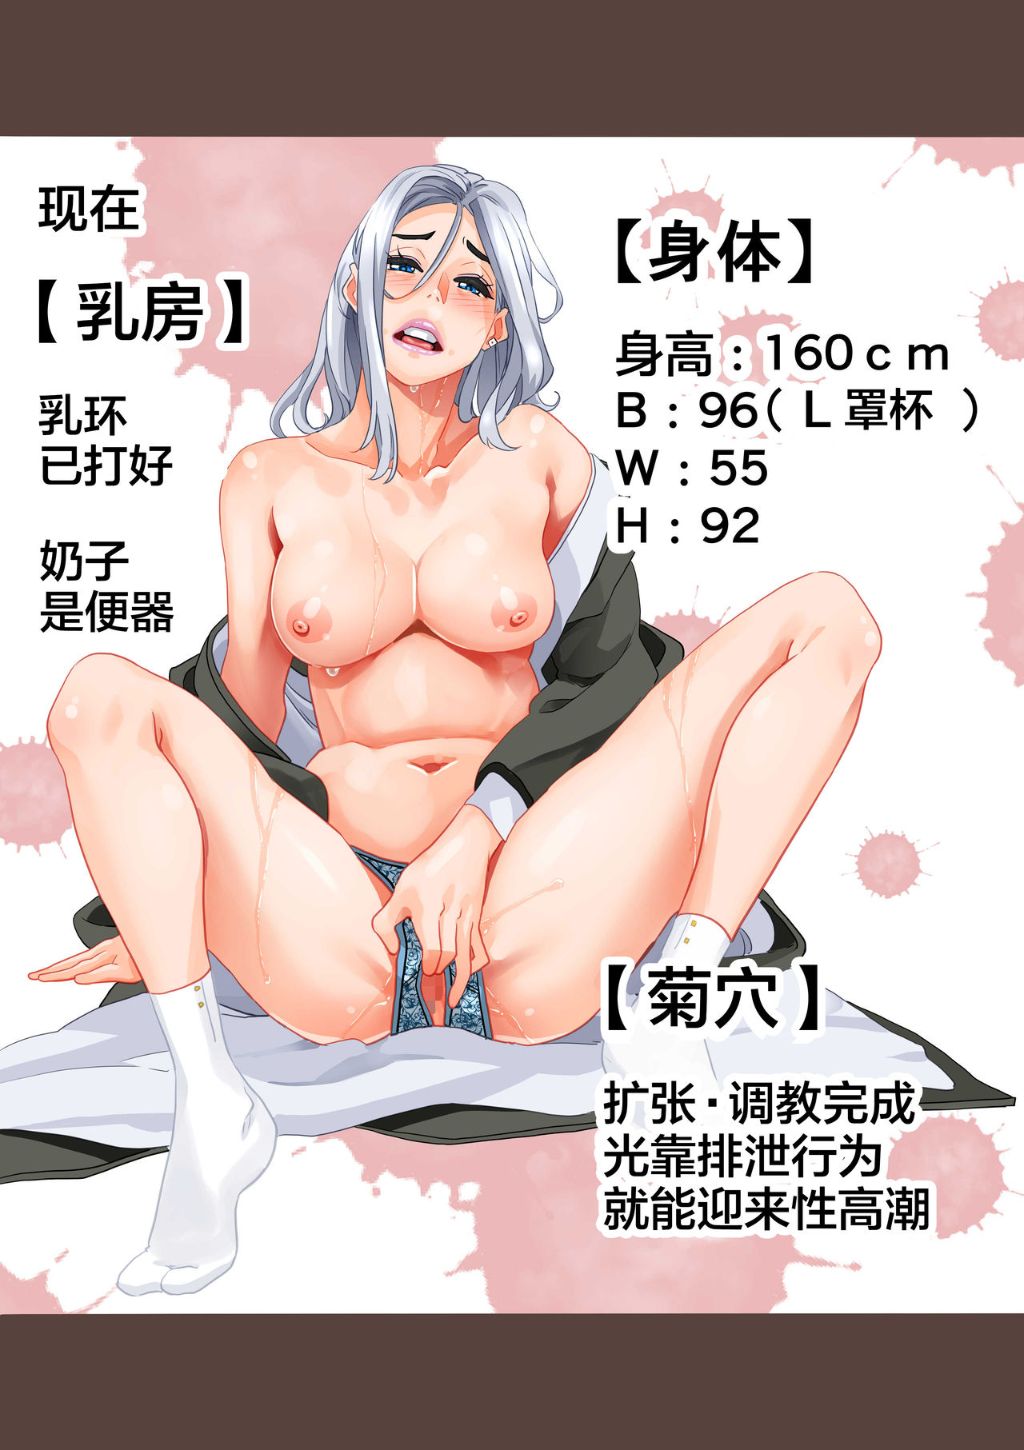 现在
【乳房】
乳环
已打好
奶子
是便器
【身体】
身高：160cm
B：96（L罩杯 ）
W：55
H：92
【菊穴】
扩张·调教完成
光靠排泄行为
就能迎来性高潮